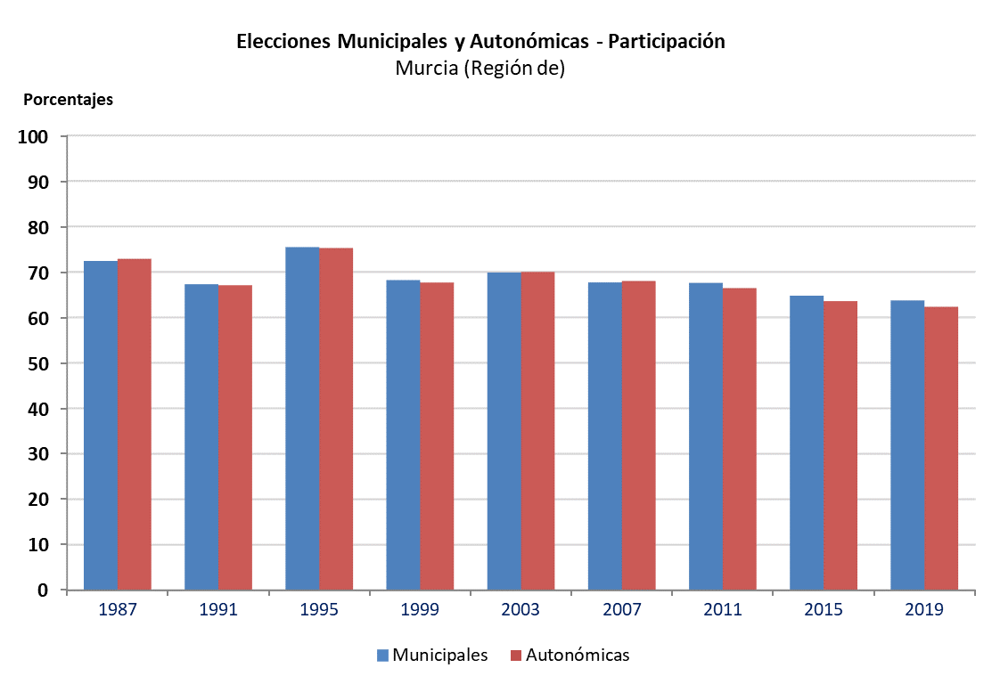 Elecciones Municipales y Autonómicas - Participación
Murcia (Región de)
Porcentajes
100
90
80
70
60
50
40
30
20
10
0
1987 1991 1995 1999 2003 2007 2011 2015 2019
Municipales Autonómicas